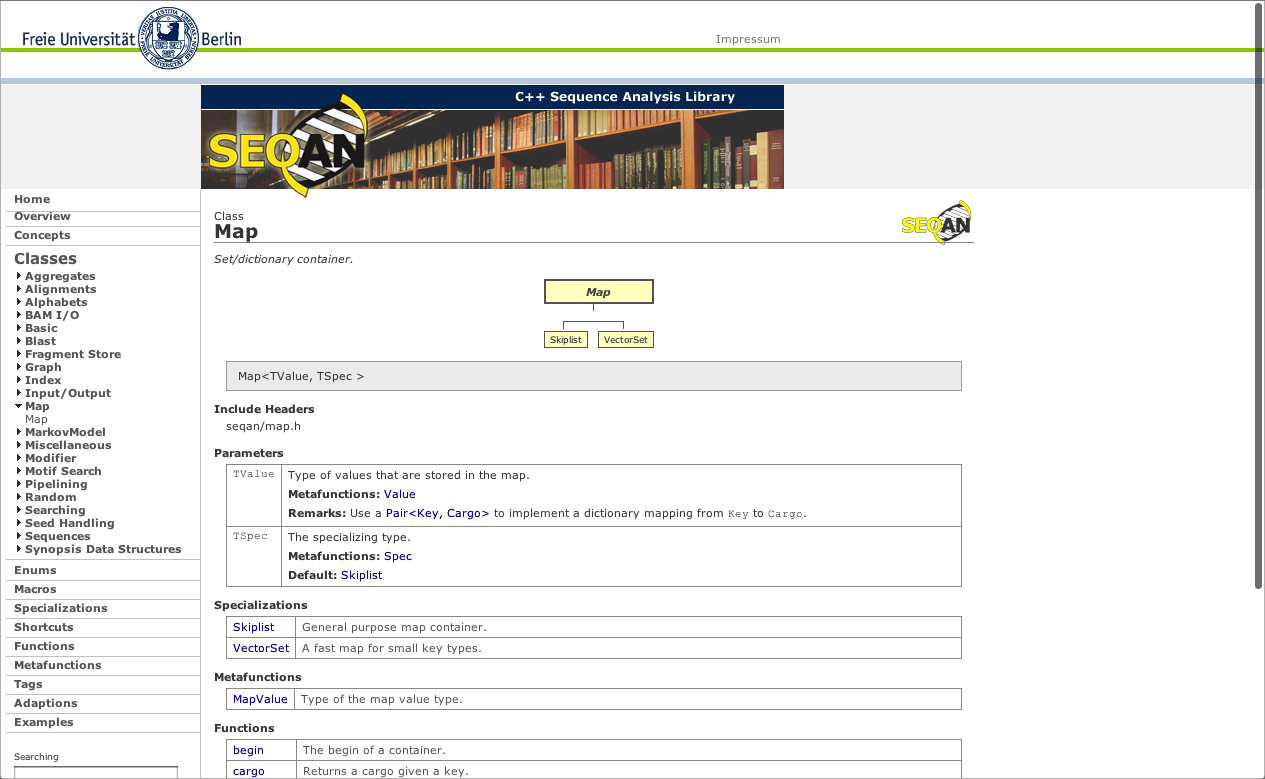 Freie Universität Berlin
Impressum
C++ Sequence Analysis Library
SEQAN
Home
Overview
Concepts
Classes
Aggregates
Alignments
Alphabets
BAM I/O
Basic
Blast
Fragment Store
Graph
Index
Input/Output
Map
Map
MarkovModel
Miscellaneous
Modifier
Motif Search
Pipelining
Random
Searching
Seed Handling
Sequences
Synopsis Data Structures
Enums
Macros
Specializations
Shortcuts
Functions
Metafunctions
Tags
Adaptions
Examples
Searching
Class
Map
SEQAN
Set/dictionary container.
Map
Skiplist VectorSet
Map<TValue, TSpec >
Include Headers
seqan/map.h
Parameters
TValue Type of values that are stored in the map.
Metafunctions: Value
Remarks: Use a Pair<Key, Cargo> to implement a dictionary mapping from Key to Cargo.
TSpec The specializing type.
Metafunctions: Spec
Default: Skiplist
Specializations
Skiplist General purpose map container.
VectorSet A fast map for small key types.
Metafunctions
MapValue Type of the map value type.
Functions
begin The begin of a container.
cargo Returns a cargo given a key.